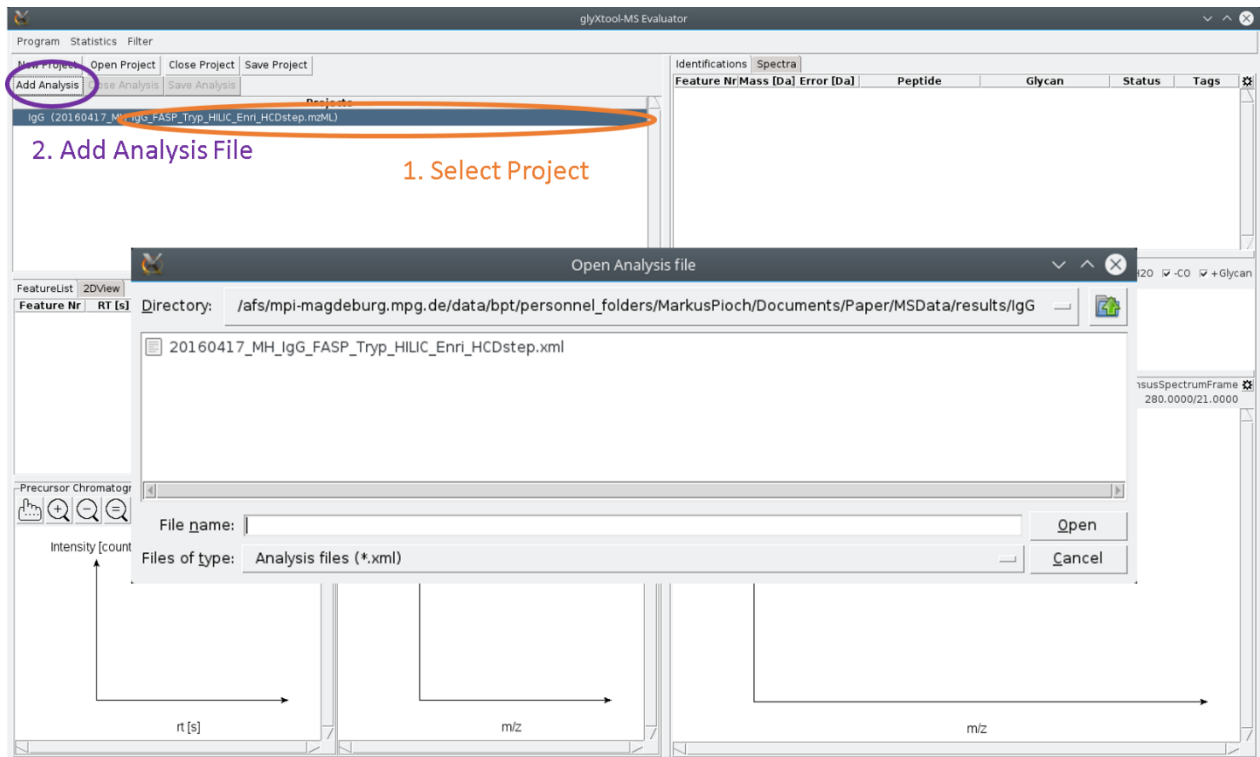 glyXtool-MS Evaluator
Program Statistics Filter
New Project Open Project Close Project Save Project
Add Analysis Close Analysis Save Analysis
Projects
IgG (20160417_MH_IgG_FASP_Tryp_HILIC_Enri_HCDstep.mzML)
2. Add Analysis File
1. Select Project
Identifications Spectra
Feature Nr Mass [Da] Error [Da] Peptide Glycan Status Tags
Open Analysis file
H2O -CO +Glycan
FeatureList 2DView
Feature Nr RT [s]
Directory: /afs/mpi-magdeburg.mpg.de/data/bpt/personnel_folders/MarkusPioch/Documents/Paper/MSData/results/IgG
20160417_MH_IgG_FASP_Tryp_HILIC_Enri_HCDstep.xml
nsusSpectrumFrame
280.0000/21.0000
Precursor Chromatogr
File name:
Open
Files of type: Analysis files (*.xml)
Cancel
Intensity [count
rt [s]
m/z
m/z